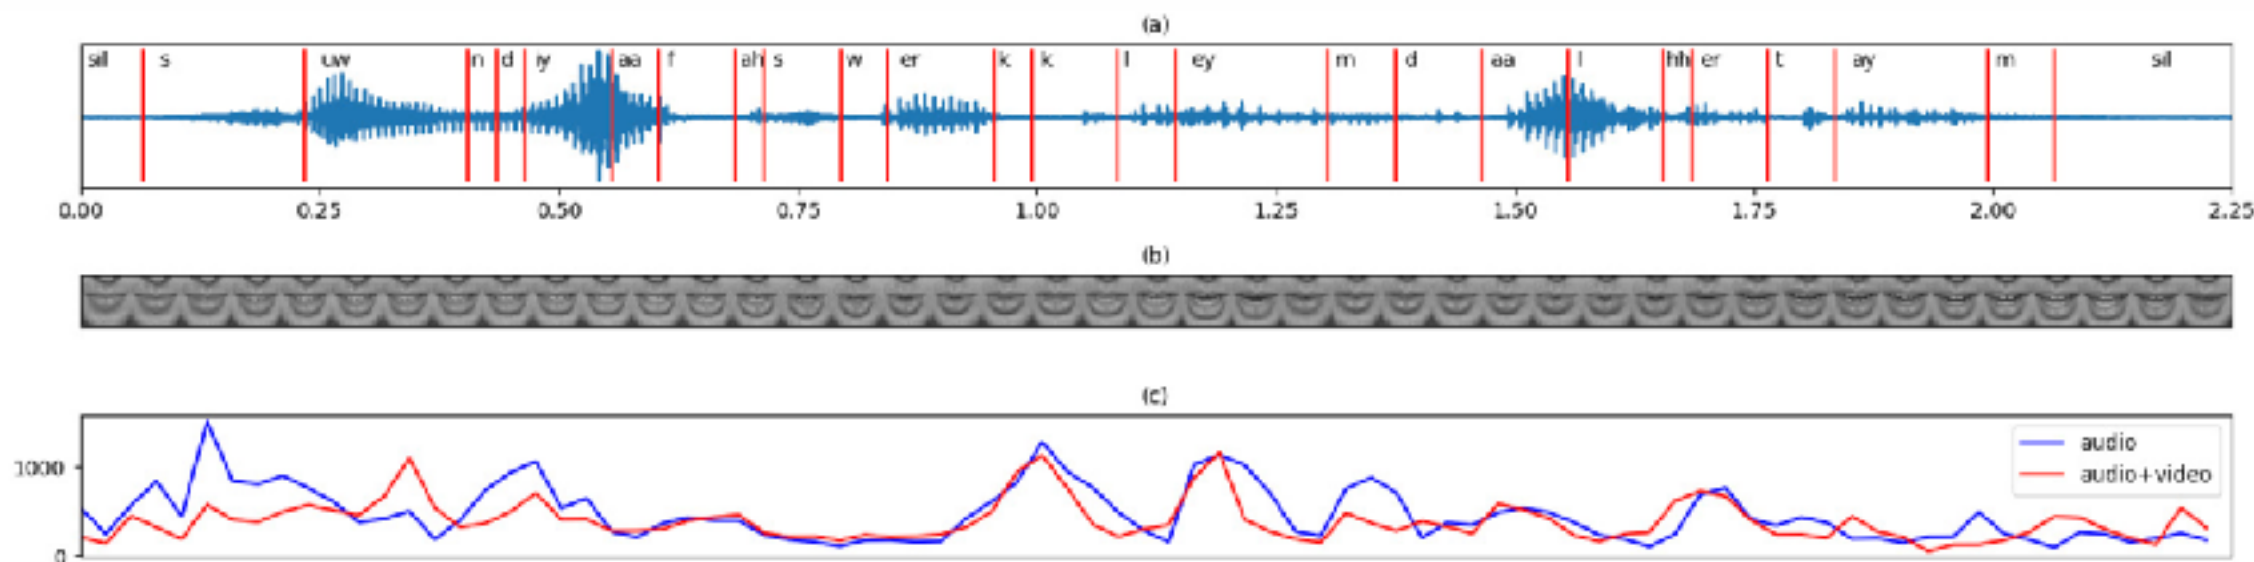 (a)
sil s uw n d iy aa f ah s w er k k l ey m d aa l hh er t ay m sil
0.00 0.25 0.50 0.75 1.00 1.25 1.50 1.75 2.00 2.25
(b)
(c)
1000
0
audio
audio+video